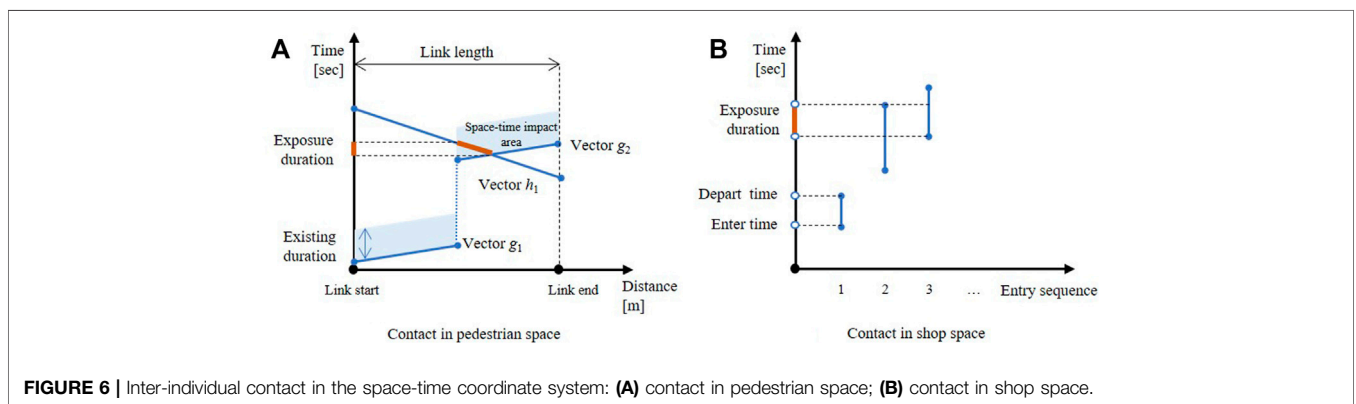 A
Time
[sec]
Link length
Exposure
duration
Space-time impact
area
Vector g2
Vector h1
Existing
duration
Vector g1
Link start
Link end
Distance
[m]
Contact in pedestrian space
B
Time
[sec]
Exposure
duration
Depart time
Enter time
1 2 3 ... Entry sequence
Contact in shop space
FIGURE 6 | Inter-individual contact in the space-time coordinate system: (A) contact in pedestrian space; (B) contact in shop space.